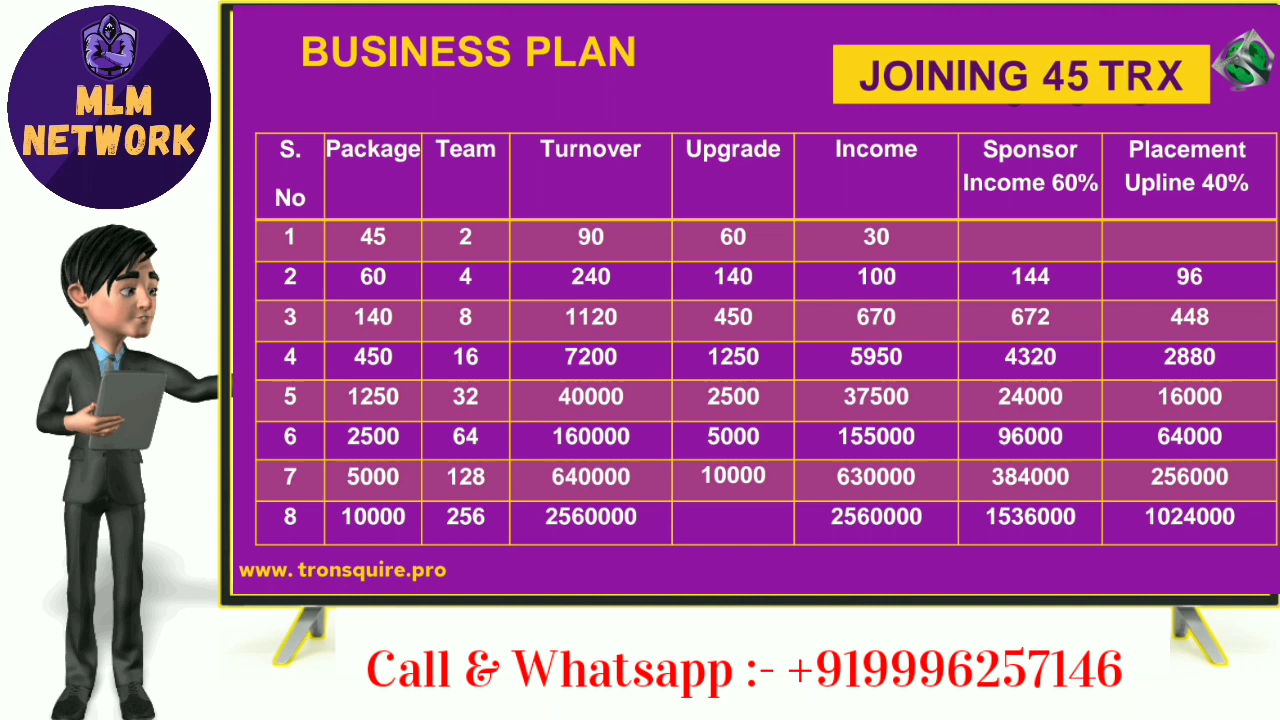 MLM
NETWORK
BUSINESS PLAN
JOINING 45 TRX
S. No Package Team Turnover Upgrade Income Sponsor Income 60% Placement Upline 40%
1 45 2 90 60 30
2 60 4 240 140 100 144 96
3 140 8 1120 450 670 672 448
4 450 16 7200 1250 5950 4320 2880
5 1250 32 40000 2500 37500 24000 16000
6 2500 64 160000 5000 155000 96000 64000
7 5000 128 640000 10000 630000 384000 256000
8 10000 256 2560000 2560000 1536000 1024000
www. tronsquire.pro
Call & Whatsapp :- +919996257146